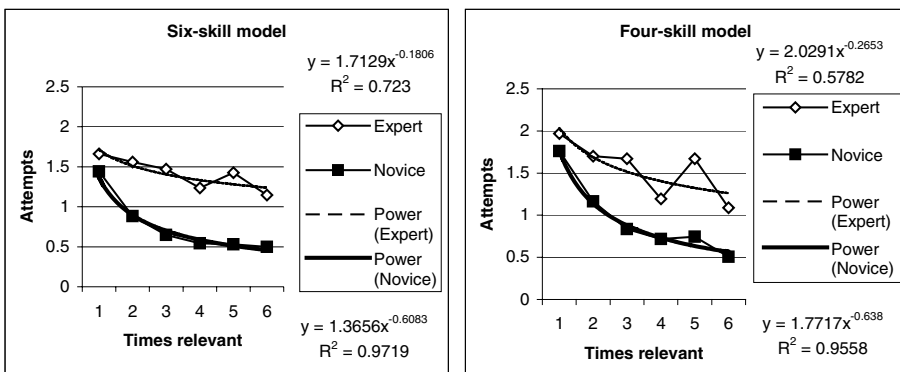 Six-skill model
y = 1.7129x^-0.1806
R^2 = 0.723
2.5
2
1.5
1
0.5
0
Attempts
1 2 3 4 5 6
Times relevant
Expert
Novice
Power
(Expert)
Power
(Novice)
y = 1.3656x^-0.6083
R^2 = 0.9719
Four-skill model
y = 2.0291x^-0.2653
R^2 = 0.5782
2.5
2
1.5
1
0.5
0
Attempts
1 2 3 4 5 6
Times relevant
Expert
Novice
Power
(Expert)
Power
(Novice)
y = 1.7717x^-0.638
R^2 = 0.9558